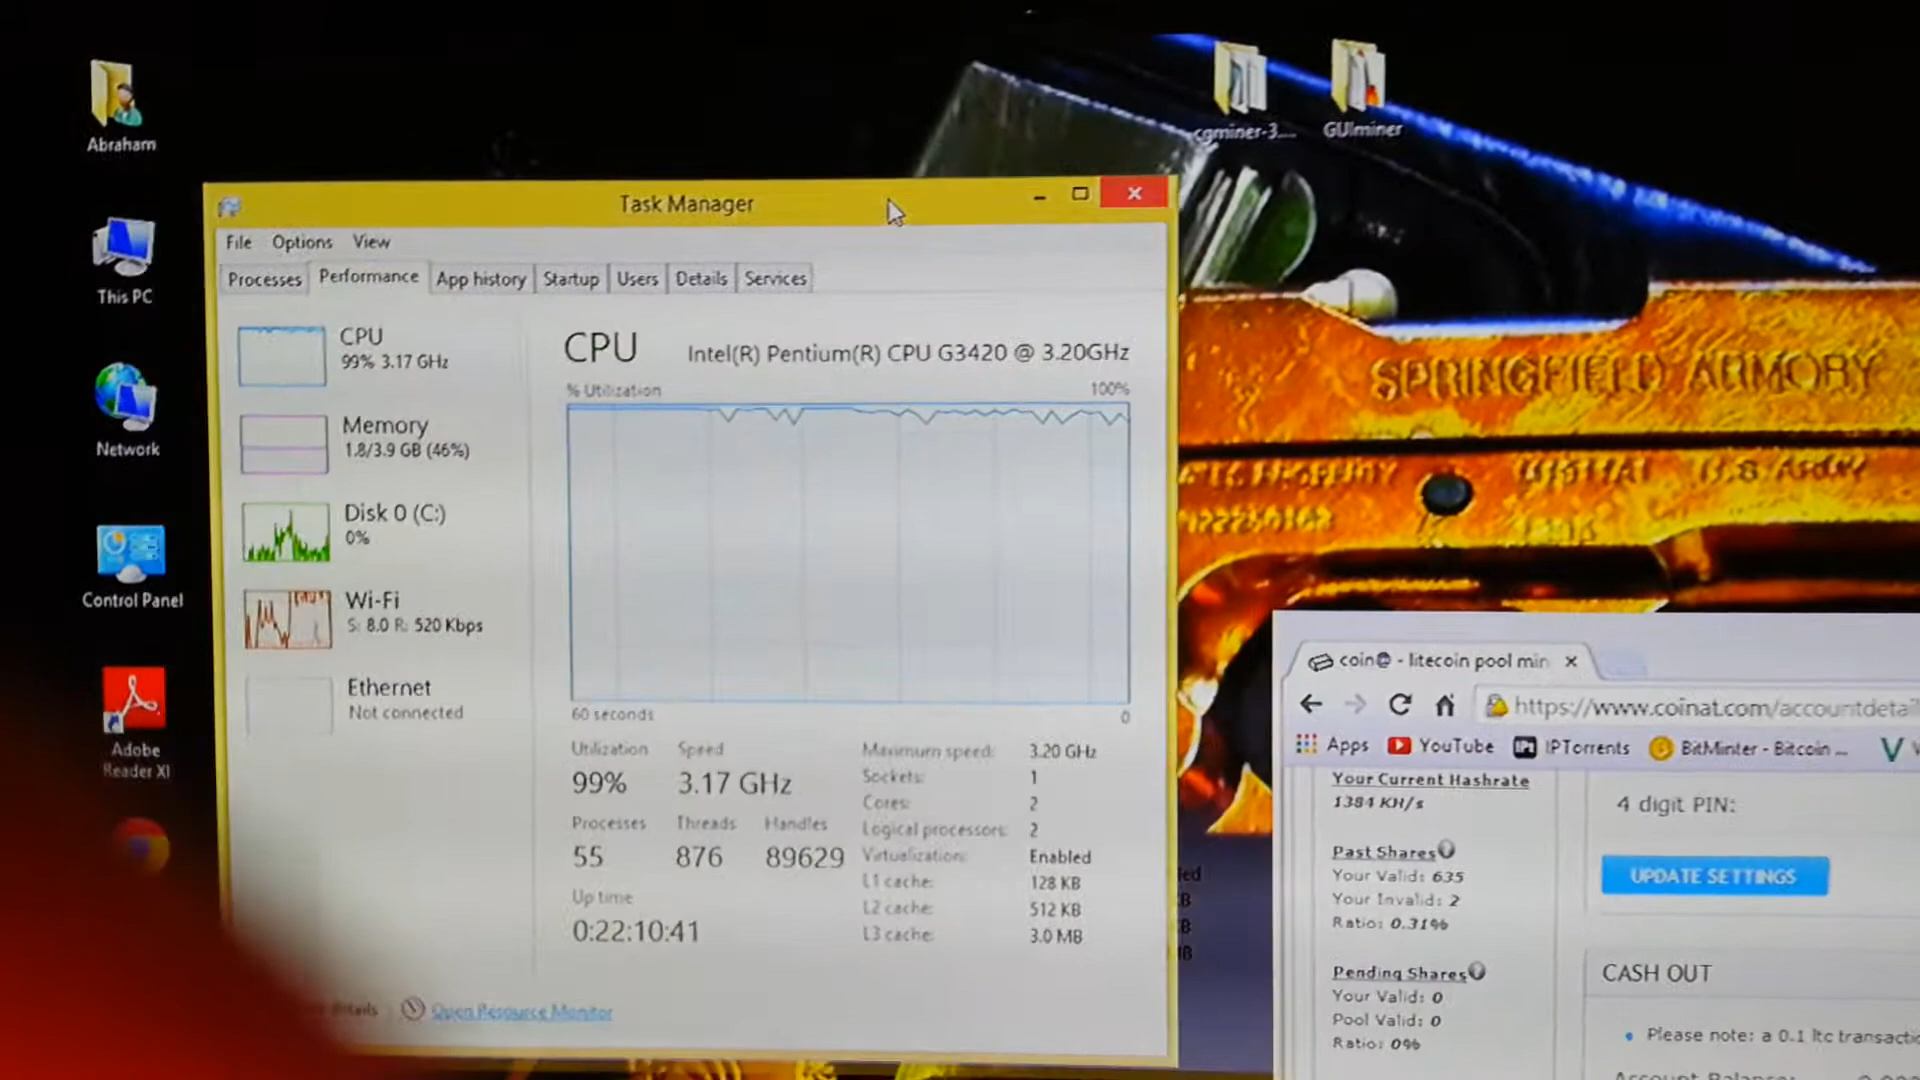 Abraham
This PC
Network
Control Panel
Adbobe
Reader XI
cgminer-3....
GUIminer
Task Manager
File Options View
Processes Performance App history Startup Users Details Services
CPU
99% 3.17 GHz
Memory
1.8/3.9 GB (46%)
Disk 0 (C:)
0%
Wi-Fi
S: 8.0 R: 520 Kbps
Ethernet
Not connected
CPU Intel(R) Pentium(R) CPU G3420 @ 3.20GHz
% Utilization 100%
60 seconds 0
Utilization Speed
99% 3.17 GHz
Processes Threads Handles
55 876 89629
Up time
0:22:10:41
Maximum speed: 3.20 GHz
Sockets: 1
Cores: 2
Logical processors: 2
Virtualization: Enabled
L1 cache: 128 KB
L2 cache: 512 KB
L3 cache: 3.0 MB
details
Open Resource Monitor
SPRINGFIELD ARMORY
U.S. ARMY
coin@ - litecoin pool min
https://www.coinat.com/accountdetail
Apps YouTube IPTorrents BitMinter - Bitcoin ...
Your Current Hashrate
1384 KH/s
Past Shares
Your Valid: 635
Your Invalid: 2
Ratio: 0.31%
Pending Shares
Your Valid: 0
Pool Valid: 0
Ratio: 0%
4 digit PIN:
UPDATE SETTINGS
CASH OUT
Please note: a 0.1 ltc transactio